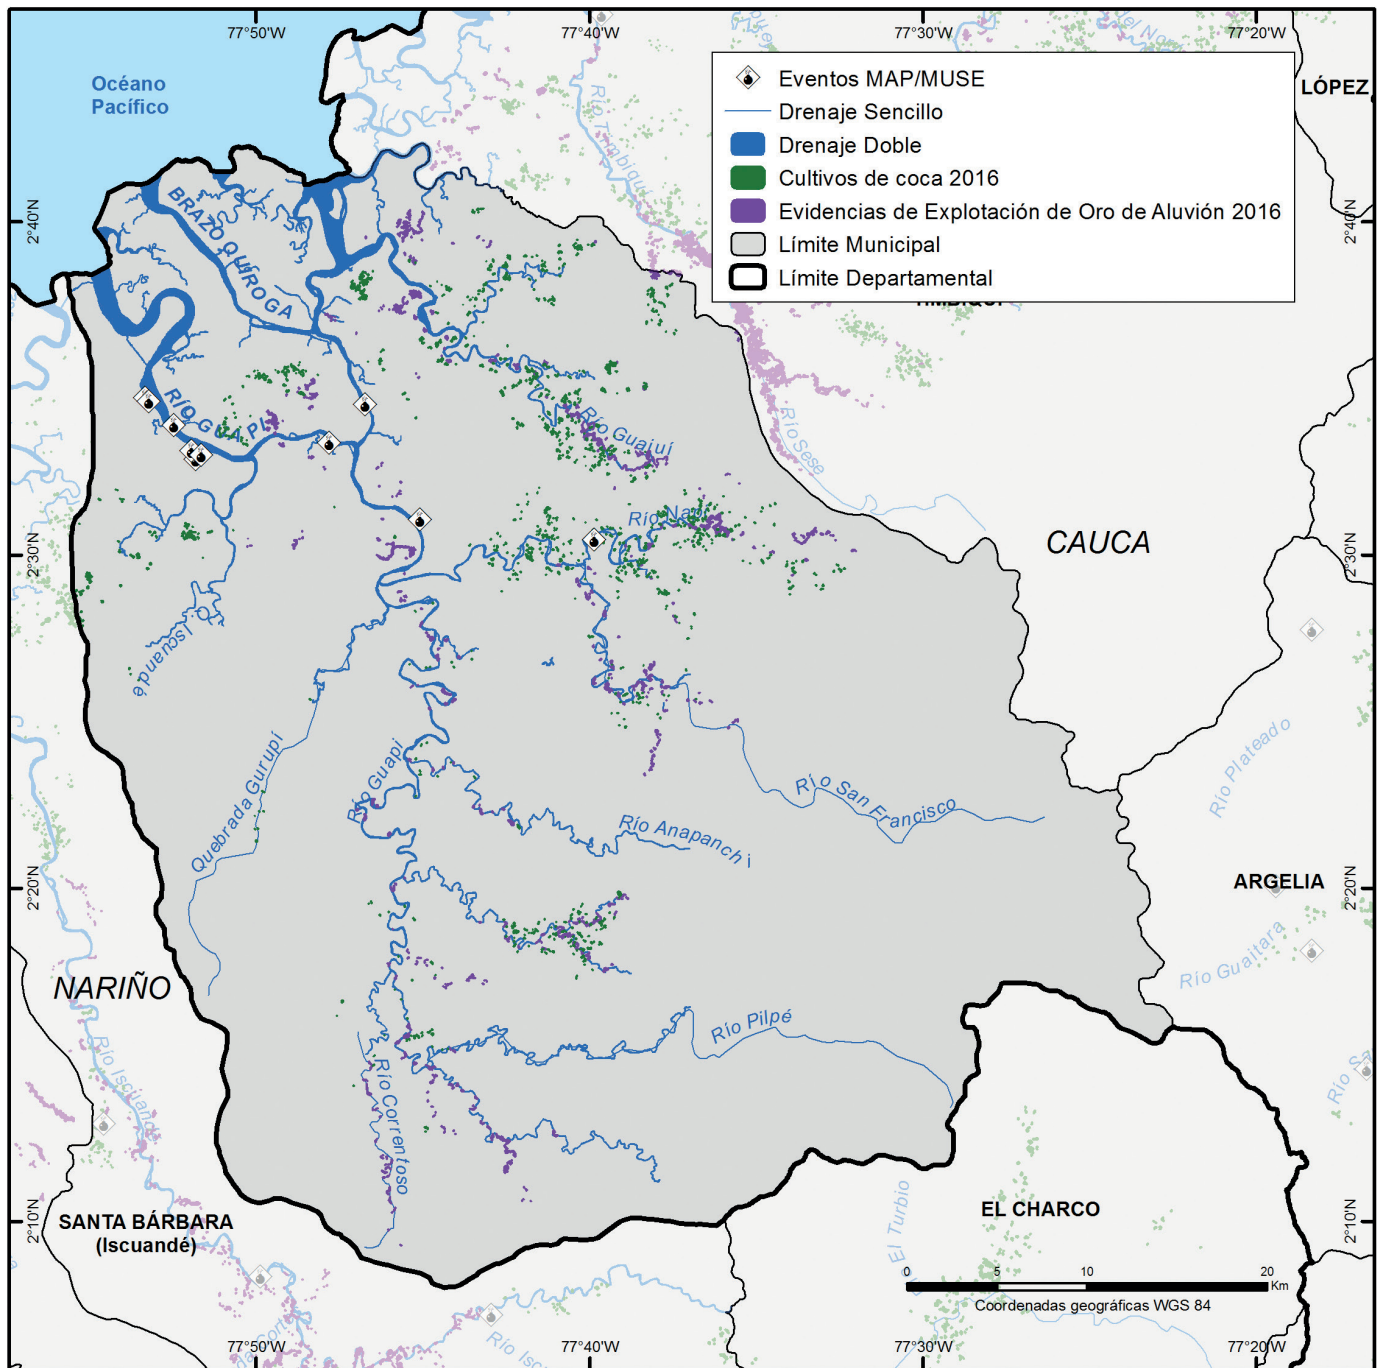 77°50'W
77°40'W
77°30'W
77°20'W
Océano
Pacífico
LÓPEZ
Río Timbiquí
Eventos MAP/MUSE
Drenaje Sencillo
Drenaje Doble
Cultivos de coca 2016
Evidencias de Explotación de Oro de Aluvión 2016
Límite Municipal
Límite Departamental
2°40'N
2°40'N
BRAZO QUIROGA
RÍO GUAPI
Río Guajuí
Río Sese
Río Napi
CAUCA
2°30'N
2°30'N
Q. Iscuandé
Río Plateado
Quebrada Gurupí
Río Guapi
Río San Francisco
Río Anapanchi
2°20'N
2°20'N
ARGELIA
Río Guaitara
NARIÑO
Río Pilpé
Río Iscuandé
Río Correntoso
SANTA BÁRBARA
(Iscuandé)
2°10'N
2°10'N
El Turbio
EL CHARCO
0 5 10 20
Km
Coordenadas geográficas WGS 84
77°50'W
77°40'W
77°30'W
77°20'W